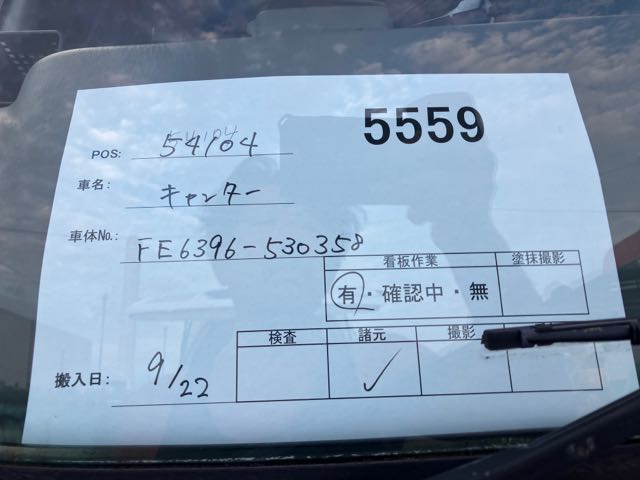 5559
POS: 54904
車名: キャンター
車体No.: FE639G-530358
看板作業 塗抹撮影
有・確認中・無
検査 諸元 撮影
搬入日: 9/22 ✓